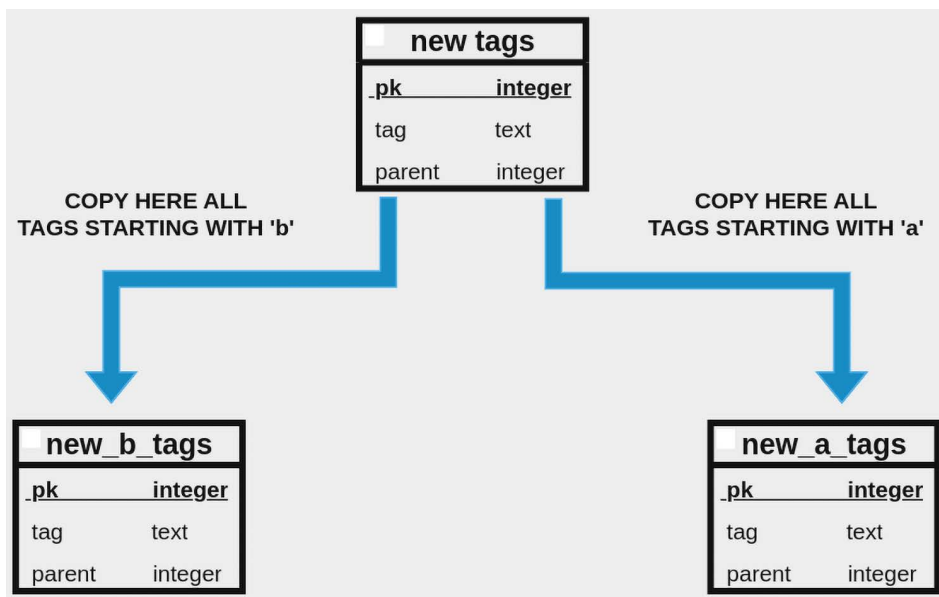 new tags
pk integer
tag text
parent integer
COPY HERE ALL
TAGS STARTING WITH 'b'
COPY HERE ALL
TAGS STARTING WITH 'a'
new_b_tags
pk integer
tag text
parent integer
new_a_tags
pk integer
tag text
parent integer